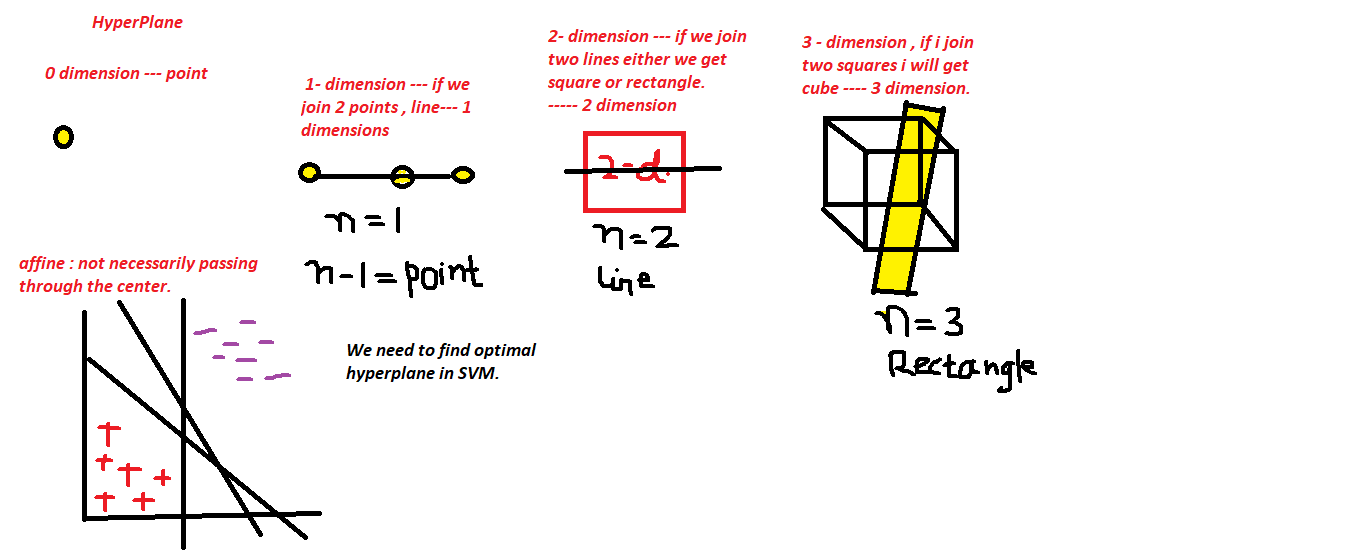 HyperPlane
0 dimension --- point
1- dimension --- if we
join 2 points , line--- 1
dimensions
n=1
n-1=point
2- dimension --- if we join
two lines either we get
square or rectangle.
----- 2 dimension
2-d.
n=2
Line
3 - dimension , if i join
two squares i will get
cube ---- 3 dimension.
n=3
Rectangle
affine : not necessarily passing
through the center.
We need to find optimal
hyperplane in SVM.